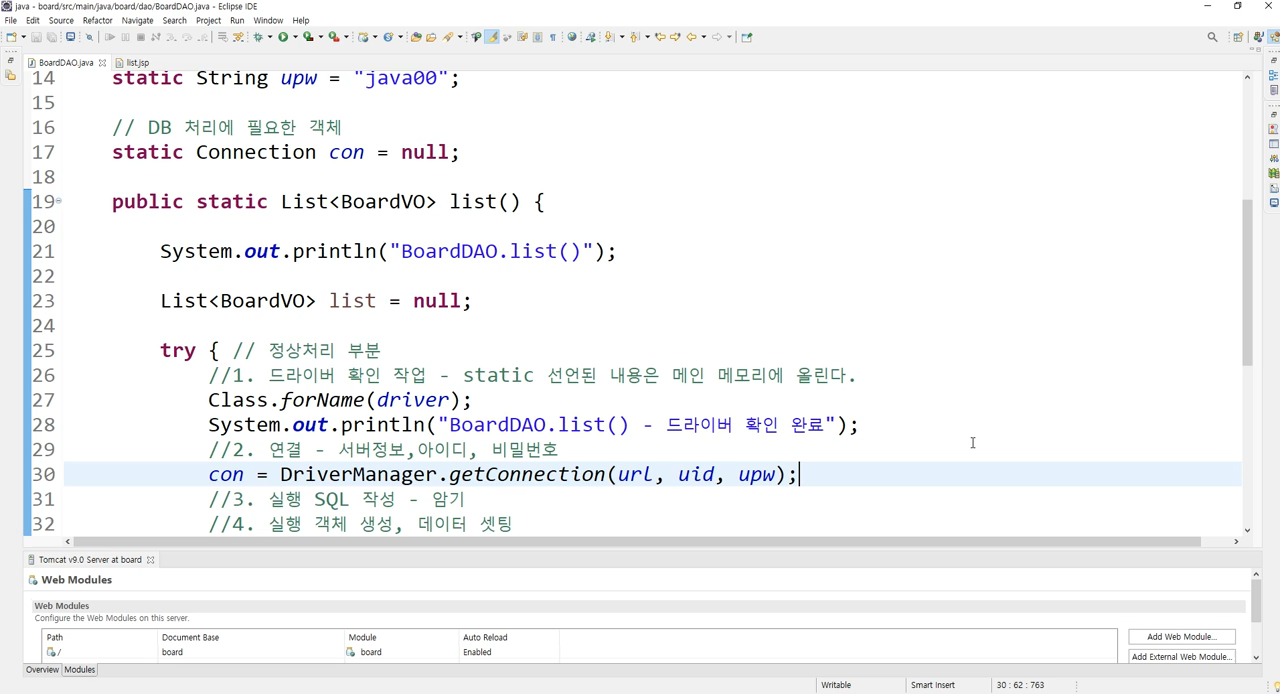 java - board/src/main/java/board/dao/BoardDAO.java - Eclipse IDE
File Edit Source Refactor Navigate Search Project Run Window Help
BoardDAO.java list.jsp
14 static String upw = "java00";
15
16 // DB 처리에 필요한 객체
17 static Connection con = null;
18
19 public static List<BoardVO> list() {
20
21 System.out.println("BoardDAO.list()");
22
23 List<BoardVO> list = null;
24
25 try { // 정상처리 부분
26 //1. 드라이버 확인 작업 - static 선언된 내용은 메인 메모리에 올린다.
27 Class.forName(driver);
28 System.out.println("BoardDAO.list() - 드라이버 확인 완료");
29 //2. 연결 - 서버정보,아이디, 비밀번호
30 con = DriverManager.getConnection(url, uid, upw);
31 //3. 실행 SQL 작성 - 암기
32 //4. 실행 객체 생성, 데이터 셋팅
Tomcat v9.0 Server at board
Web Modules
Web Modules
Configure the Web Modules on this server.
Path Document Base Module Auto Reload
/ board board Enabled
Add Web Module...
Add External Web Module...
Overview Modules
Writable Smart Insert 30 : 62 : 763